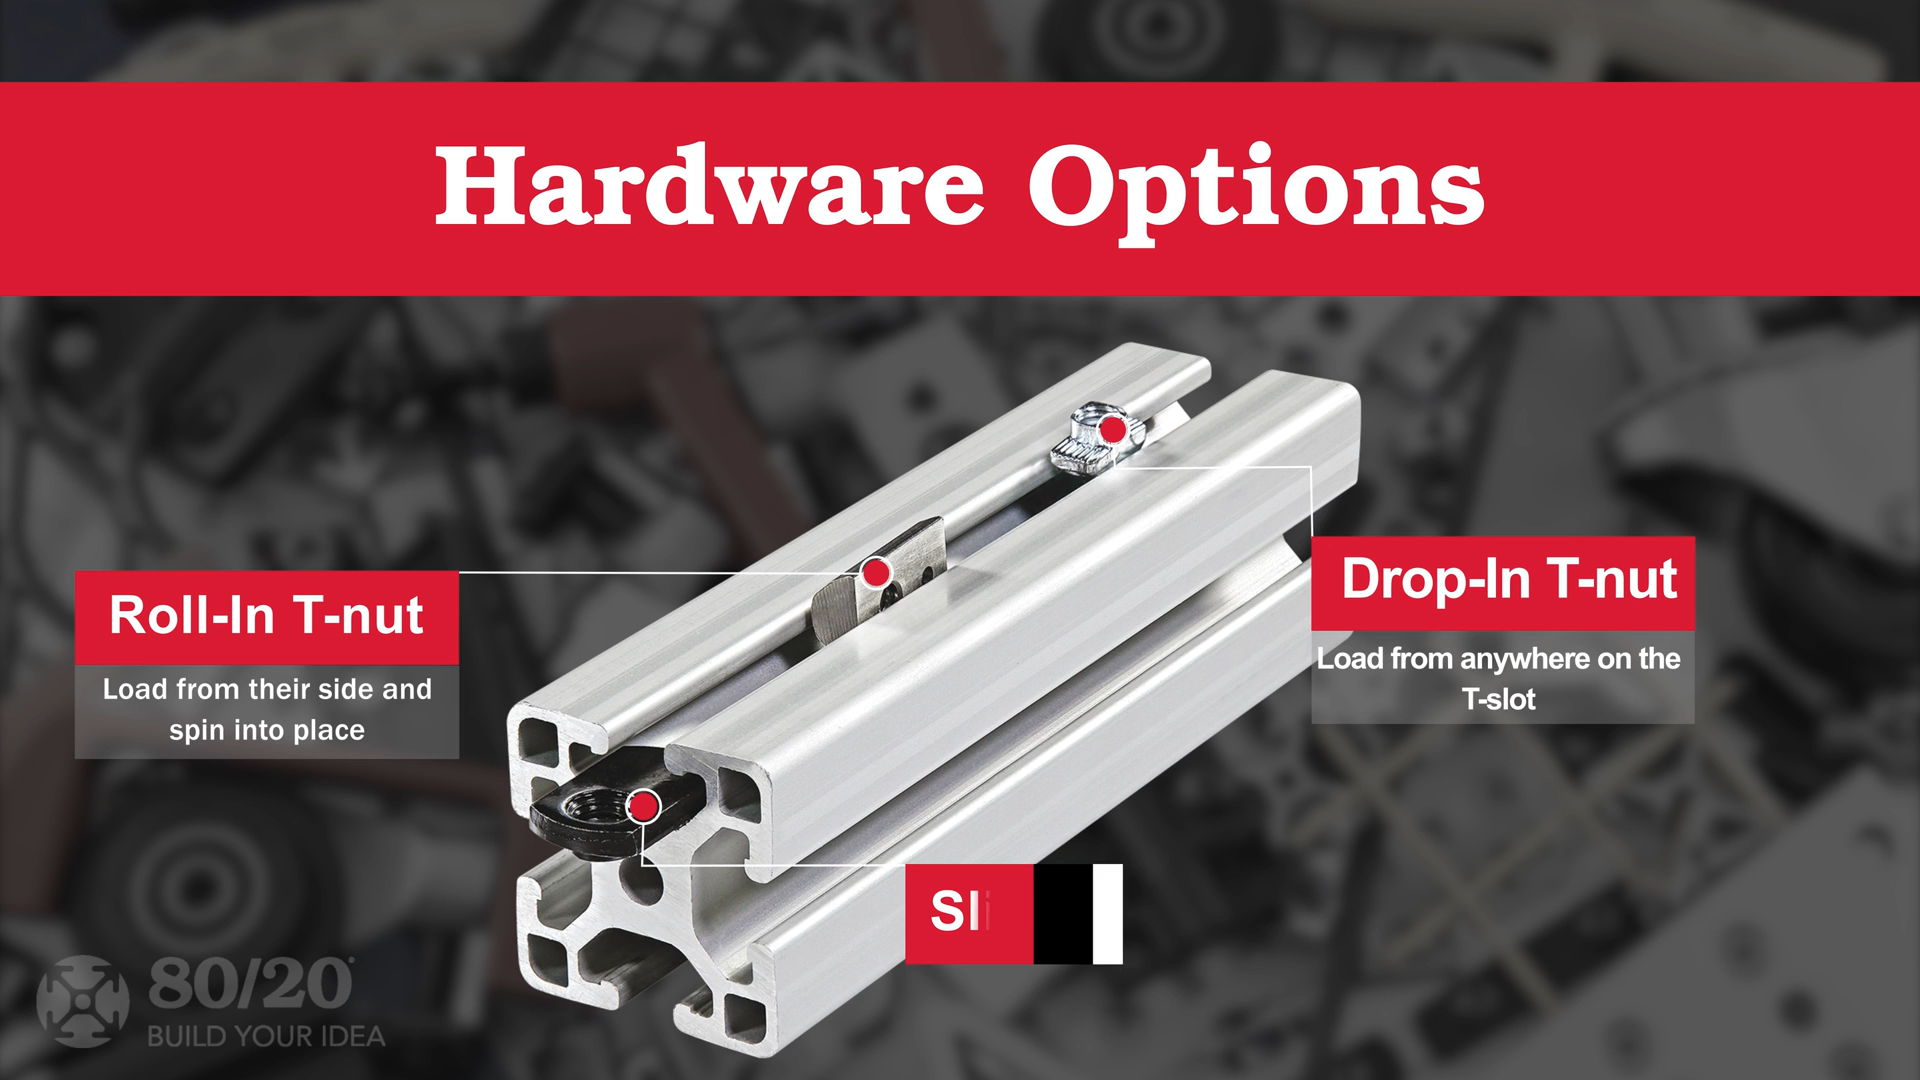 Hardware Options
Drop-In T-nut
Load from anywhere on the
T-slot
Roll-In T-nut
Load from their side and
spin into place
Sl
80/20
BUILD YOUR IDEA